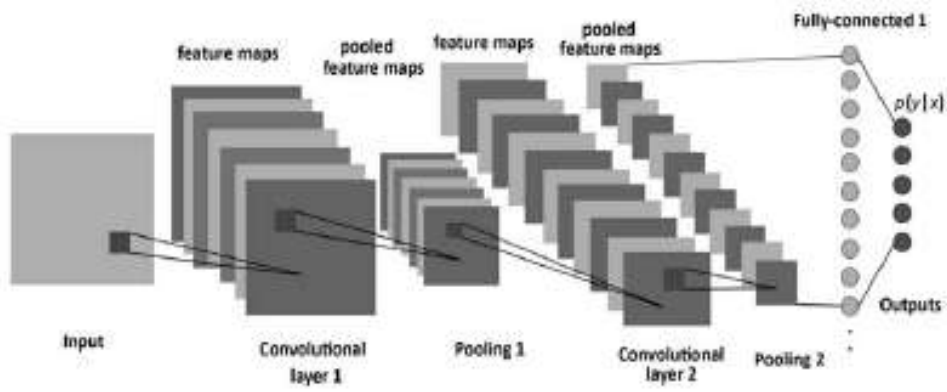 Fully-connected 1
feature maps
pooled
feature maps
feature maps
pooled
feature maps
p(y|x)
Input
Convolutional
layer 1
Pooling 1
Convolutional
layer 2
Pooling 2
Outputs